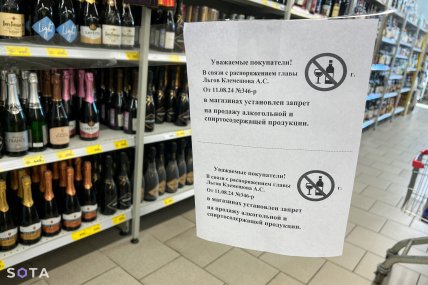 Уважаемые покупатели!
В связи с распоряжением главы г.
Льгов Клемешова А.С.
От 11.08.24 №346-р
в магазинах установлен запрет
на продажу алкогольной и
спиртосодержащей продукции.
Уважаемые покупатели!
В связи с распоряжением главы г.
Льгов Клемешова А.С.
От 11.08.24 №346-р
в магазинах установлен запрет
на продажу алкогольной и
спиртосодержащей продукции.
SOTA